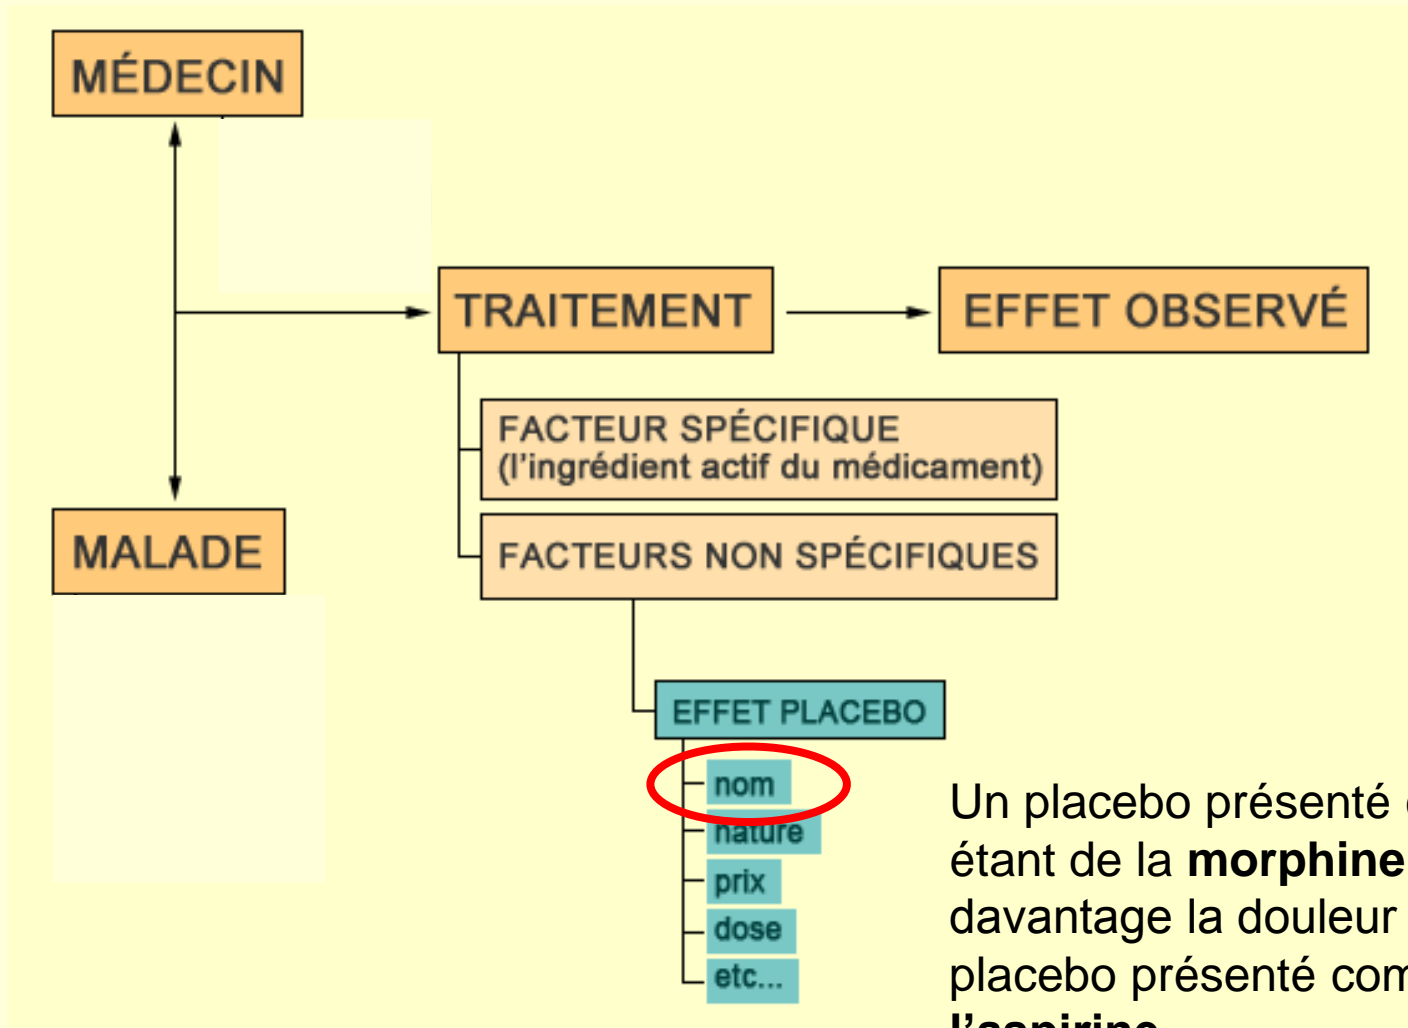 MÉDECIN
TRAITEMENT
EFFET OBSERVÉ
FACTEUR SPÉCIFIQUE
(l'ingrédient actif du médicament)
MALADE
FACTEURS NON SPÉCIFIQUES
EFFET PLACEBO
nom
nature
prix
dose
etc...
Un placebo présenté
étant de la morphine
davantage la douleur
placebo présenté com
l'aspirine